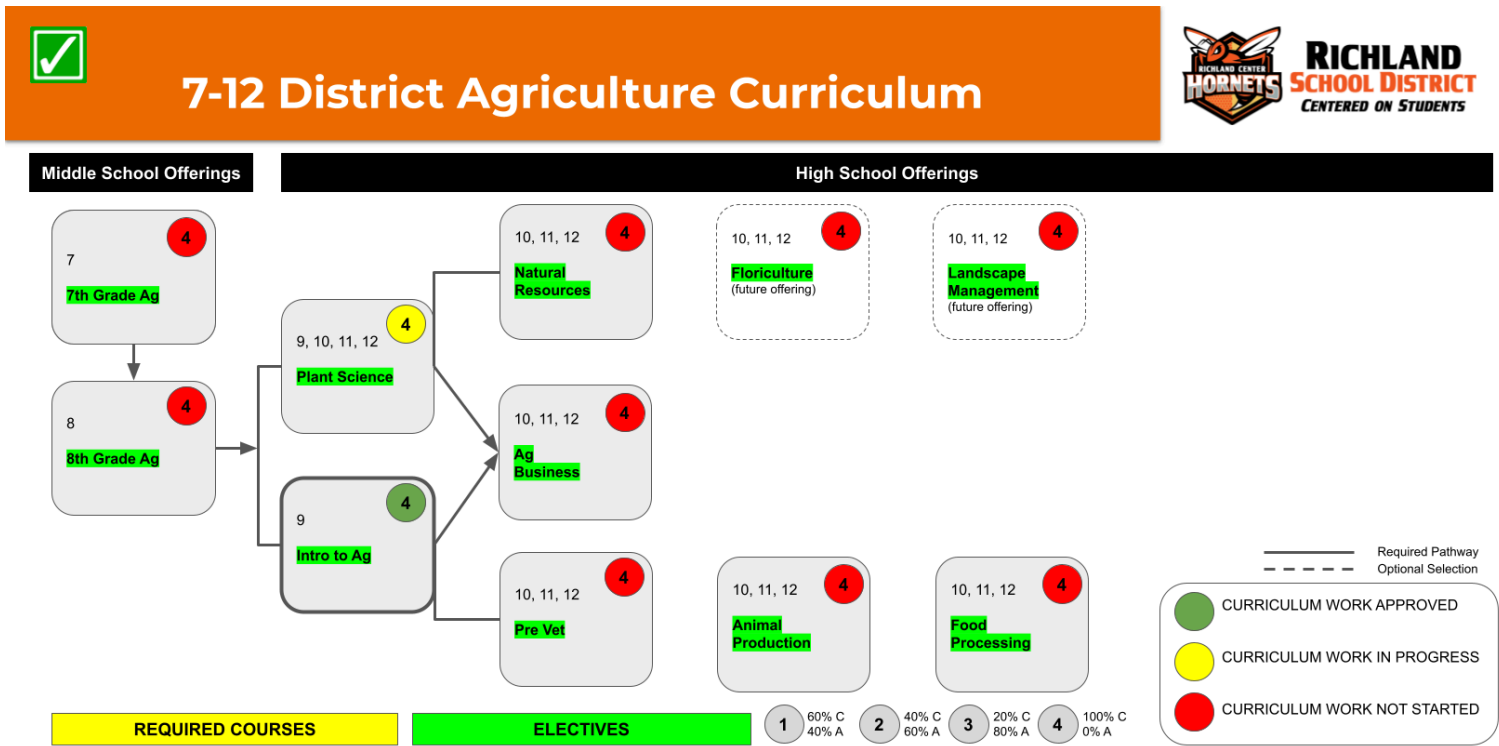 7-12 District Agriculture Curriculum
RICHLAND CENTER
HORNETS
RICHLAND
SCHOOL DISTRICT
CENTERED ON STUDENTS
Middle School Offerings
High School Offerings
4
7
7th Grade Ag
4
8
8th Grade Ag
4
9, 10, 11, 12
Plant Science
4
9
Intro to Ag
4
10, 11, 12
Natural
Resources
4
10, 11, 12
Ag
Business
4
10, 11, 12
Pre Vet
4
10, 11, 12
Floriculture
(future offering)
4
10, 11, 12
Landscape
Management
(future offering)
4
10, 11, 12
Animal
Production
4
10, 11, 12
Food
Processing
Required Pathway
Optional Selection
CURRICULUM WORK APPROVED
CURRICULUM WORK IN PROGRESS
CURRICULUM WORK NOT STARTED
REQUIRED COURSES
ELECTIVES
1
60% C
40% A
2
40% C
60% A
3
20% C
80% A
4
100% C
0% A